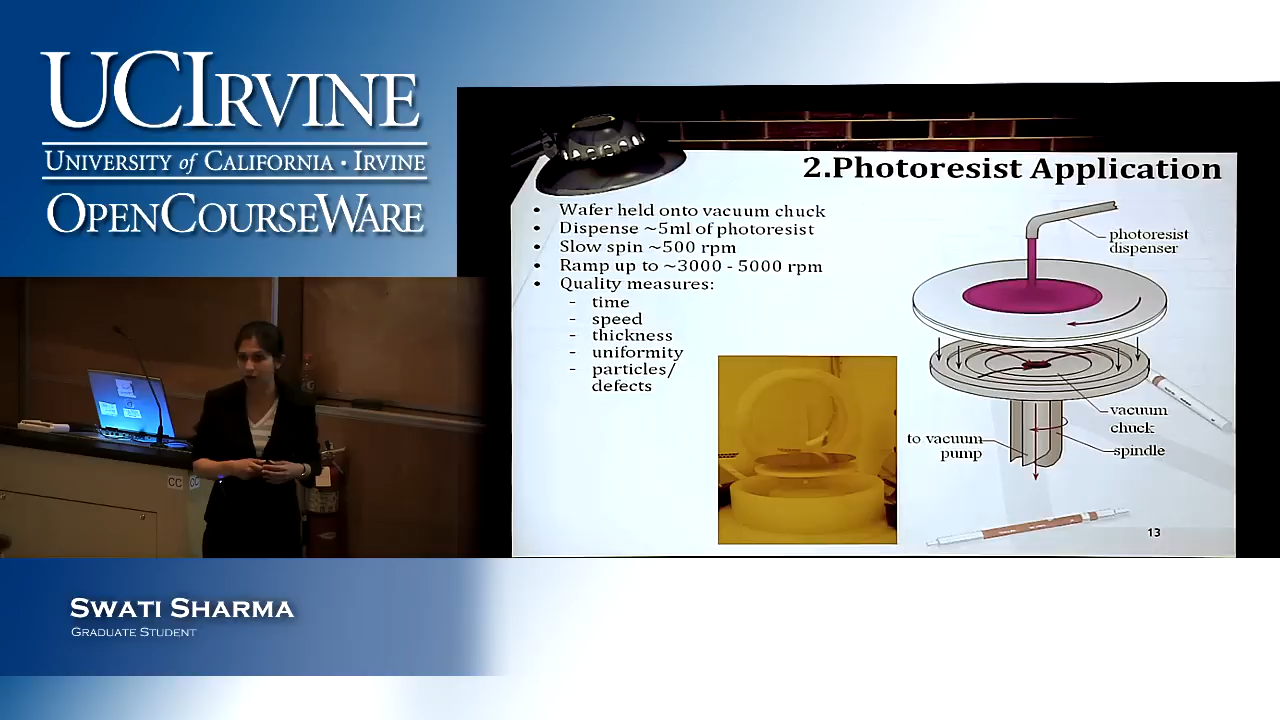 UCIRVINE
UNIVERSITY of CALIFORNIA · IRVINE
OPENCOURSEWARE
2.Photoresist Application
• Wafer held onto vacuum chuck
• Dispense ~5ml of photoresist
• Slow spin ~500 rpm
• Ramp up to ~3000 - 5000 rpm
• Quality measures:
- time
- speed
- thickness
- uniformity
- particles/
defects
photoresist
dispenser
vacuum
chuck
to vacuum
pump
spindle
13
CC
CC
SWATI SHARMA
GRADUATE STUDENT